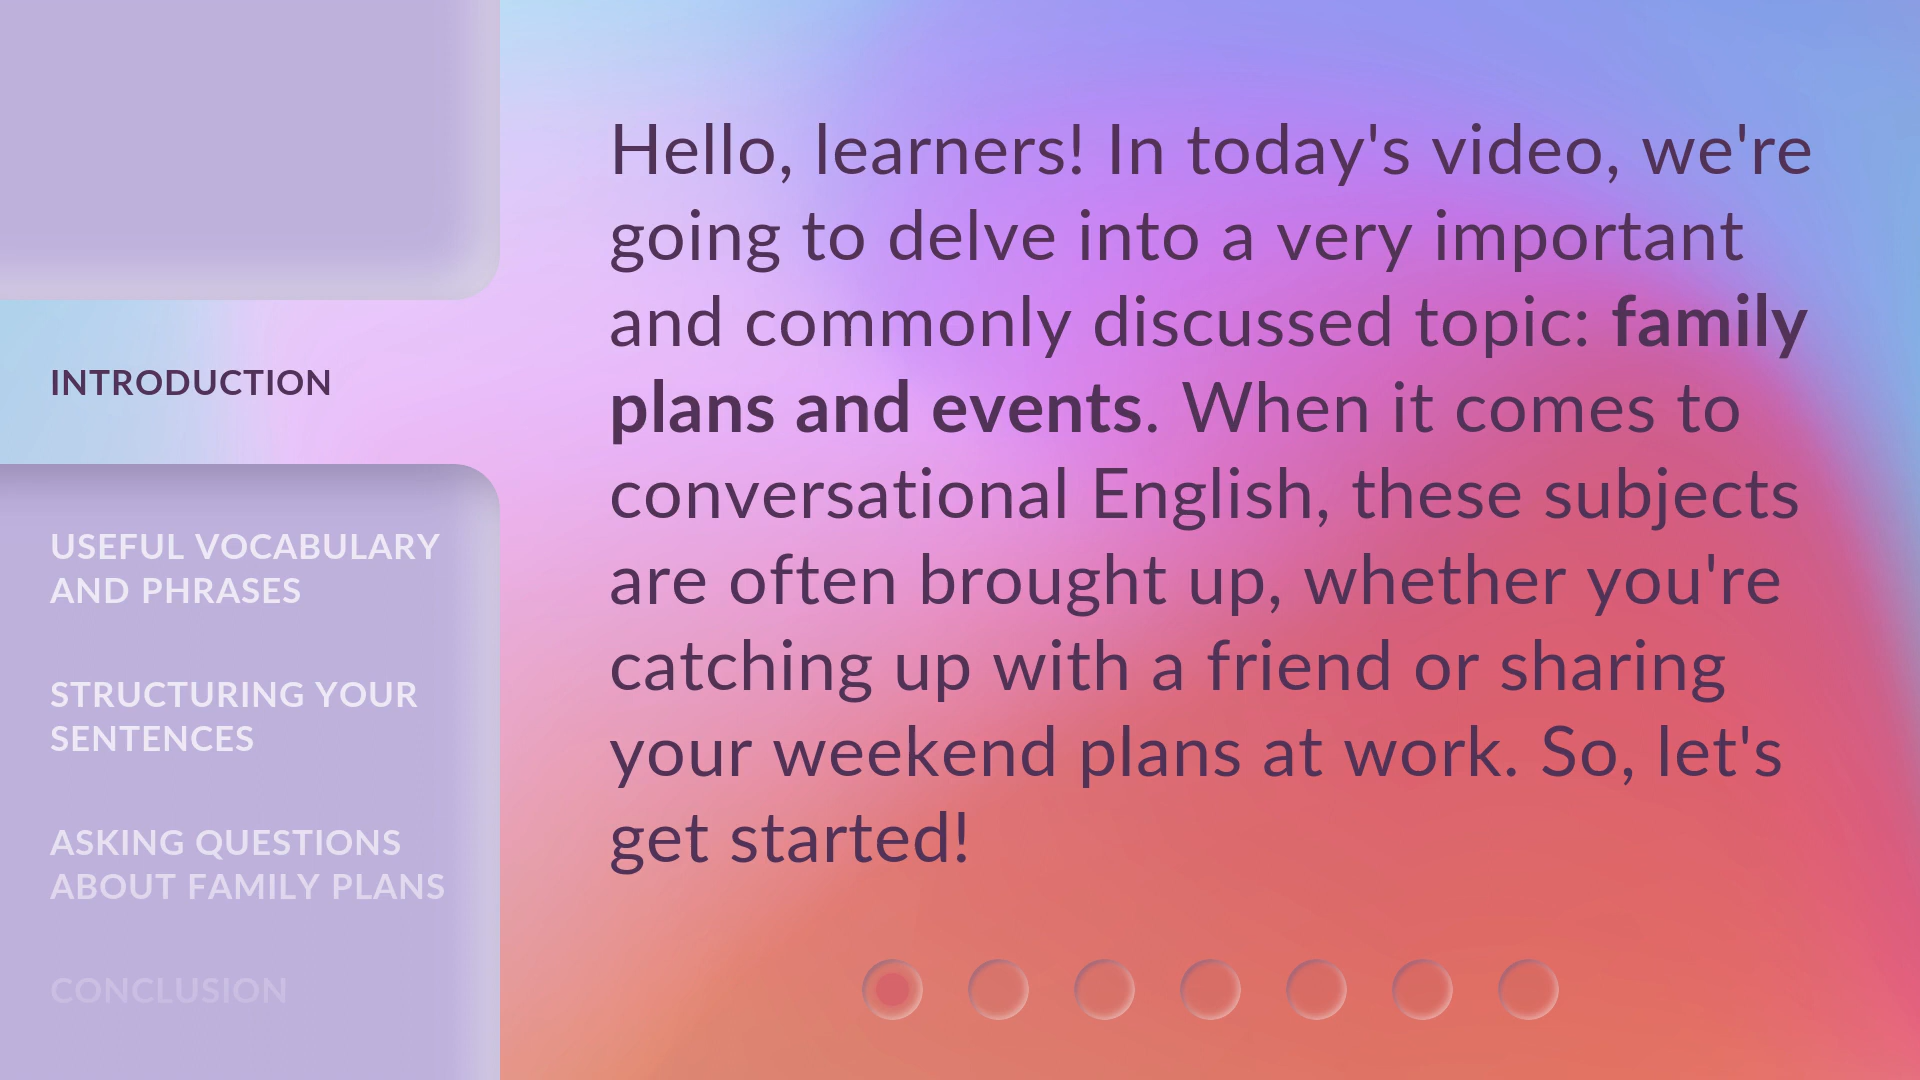 INTRODUCTION
USEFUL VOCABULARY
AND PHRASES
STRUCTURING YOUR
SENTENCES
ASKING QUESTIONS
ABOUT FAMILY PLANS
CONCLUSION
Hello, learners! In today's video, we're
going to delve into a very important
and commonly discussed topic: family
plans and events. When it comes to
conversational English, these subjects
are often brought up, whether you're
catching up with a friend or sharing
your weekend plans at work. So, let's
get started!